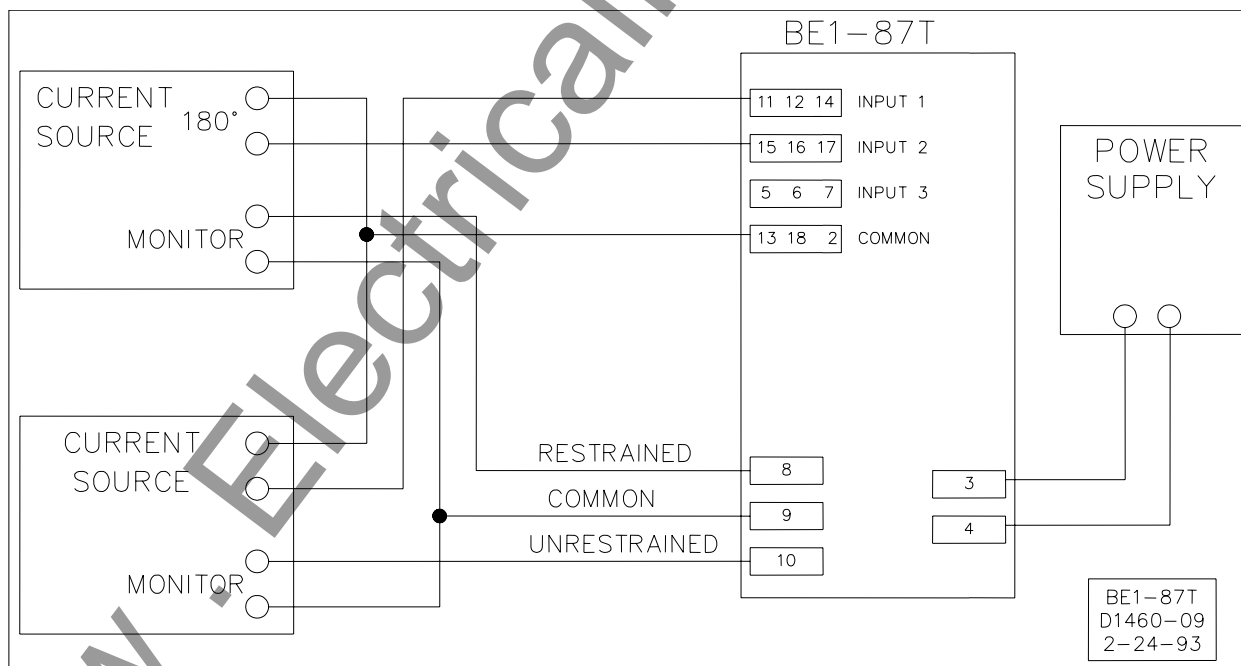 BE1-87T
CURRENT
SOURCE
180°
MONITOR
11 12 14 INPUT 1
15 16 17 INPUT 2
5 6 7 INPUT 3
13 18 2 COMMON
POWER
SUPPLY
CURRENT
SOURCE
MONITOR
RESTRAINED
COMMON
UNRESTRAINED
8
9
10
3
4
BE1-87T
D1460-09
2-24-93
w . Electrical